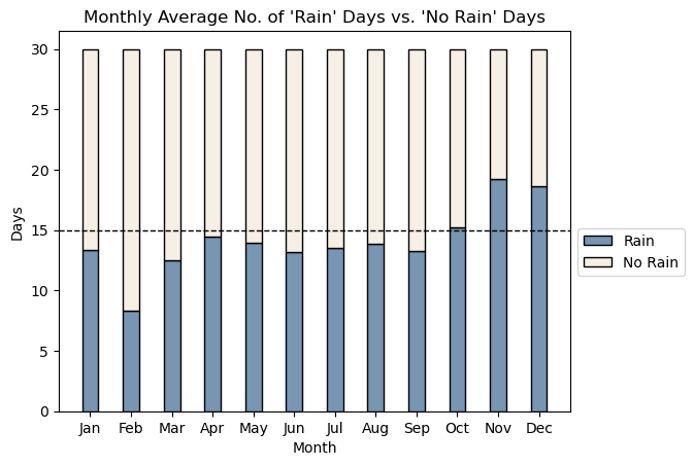 Monthly Average No. of 'Rain' Days vs. 'No Rain' Days
30
25
20
15
10
5
0
Days
Jan Feb Mar Apr May Jun Jul Aug Sep Oct Nov Dec
Month
Rain
No Rain